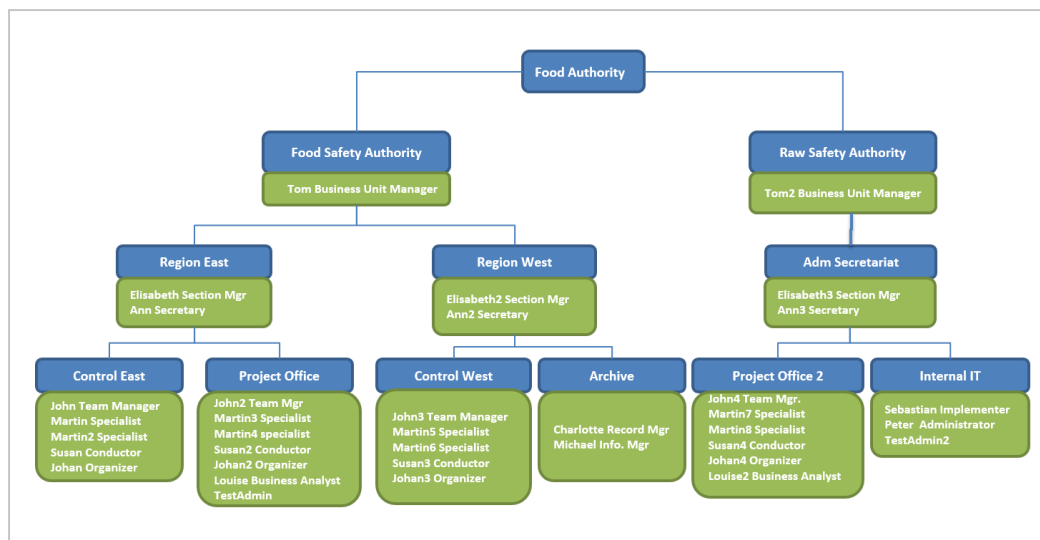 Food Authority
Food Safety Authority
Tom Business Unit Manager
Raw Safety Authority
Tom2 Business Unit Manager
Region East
Elisabeth Section Mgr
Ann Secretary
Region West
Elisabeth2 Section Mgr
Ann2 Secretary
Adm Secretariat
Elisabeth3 Section Mgr
Ann3 Secretary
Control East
John Team Manager
Martin Specialist
Martin2 Specialist
Susan Conductor
Johan Organizer
Project Office
John2 Team Mgr
Martin3 Specialist
Martin4 specialist
Susan2 Conductor
Johan2 Organizer
Louise Business Analyst
TestAdmin
Control West
John3 Team Manager
Martin5 Specialist
Martin6 Specialist
Susan3 Conductor
Johan3 Organizer
Archive
Charlotte Record Mgr
Michael Info. Mgr
Project Office 2
John4 Team Mgr.
Martin7 Specialist
Martin8 Specialist
Susan4 Conductor
Johan4 Organizer
Louise2 Business Analyst
Internal IT
Sebastian Implementer
Peter Administrator
TestAdmin2